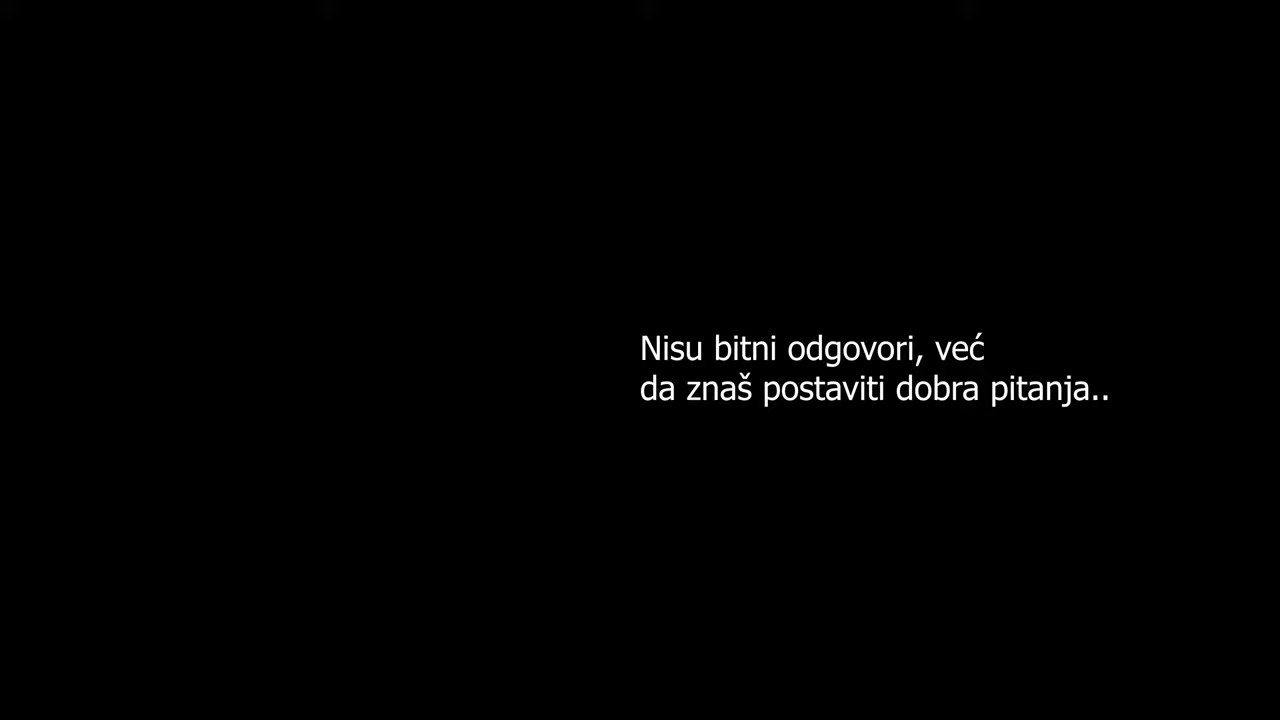 Nisu bitni odgovori, već
da znaš postaviti dobra pitanja..